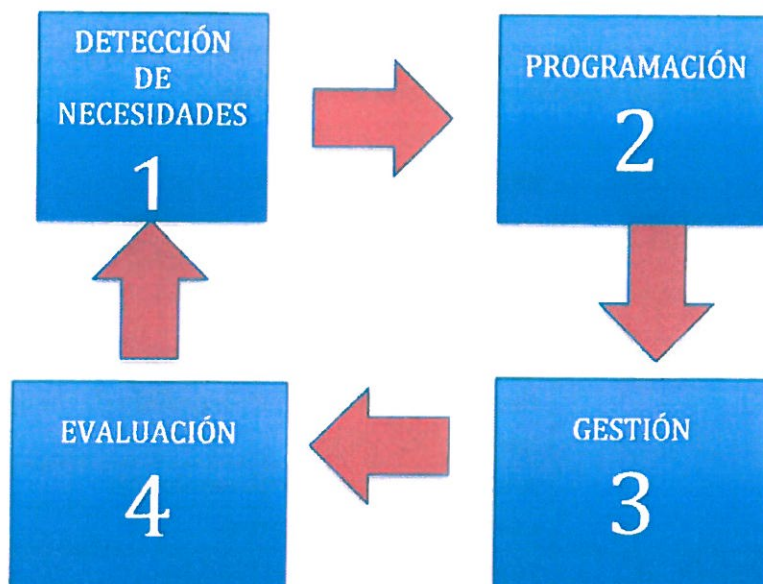 DETECCIÓN
DE
NECESIDADES
1
PROGRAMACIÓN
2
GESTIÓN
3
EVALUACIÓN
4